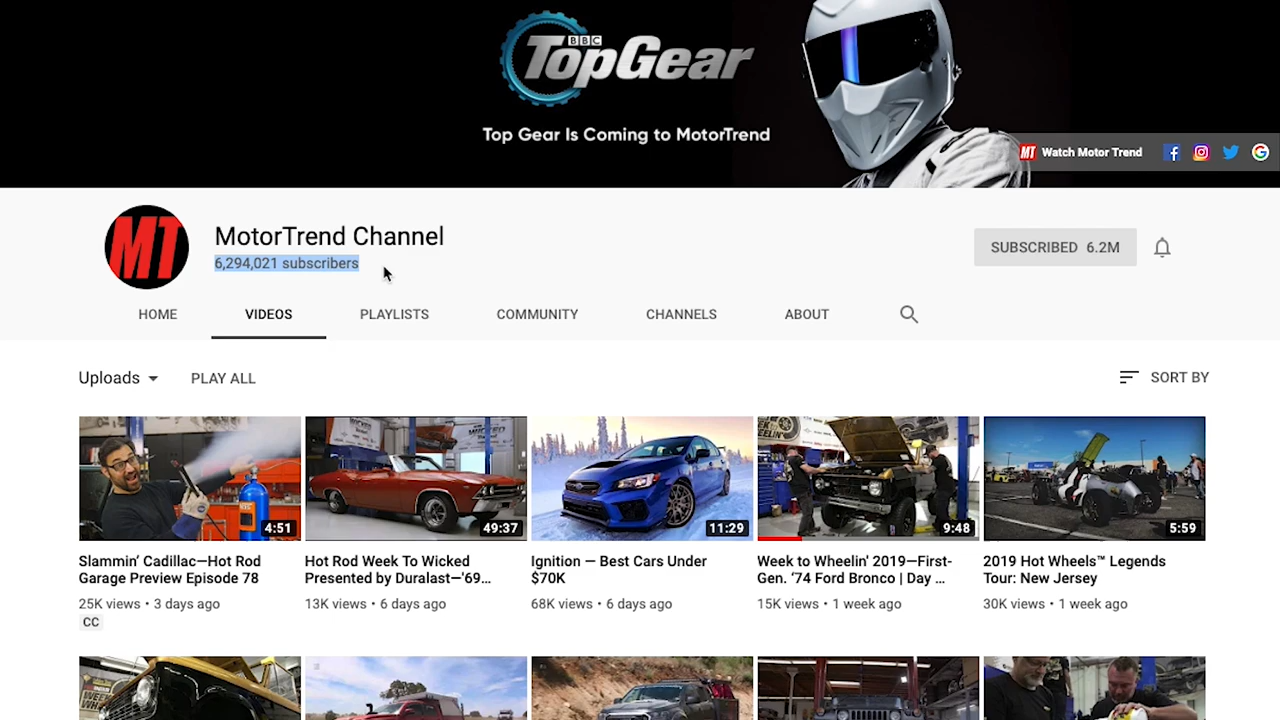 BBC
TopGear
Top Gear Is Coming to MotorTrend
MT Watch Motor Trend
MT
MotorTrend Channel
6,294,021 subscribers
SUBSCRIBED 6.2M
HOME
VIDEOS
PLAYLISTS
COMMUNITY
CHANNELS
ABOUT
Uploads
PLAY ALL
SORT BY
4:51
49:37
11:29
9:48
5:59
Slammin’ Cadillac—Hot Rod
Garage Preview Episode 78
25K views • 3 days ago
CC
Hot Rod Week To Wicked
Presented by Duralast—'69...
13K views • 6 days ago
Ignition — Best Cars Under
$70K
68K views • 6 days ago
Week to Wheelin' 2019—First-
Gen. ‘74 Ford Bronco | Day ...
15K views • 1 week ago
2019 Hot Wheels™ Legends
Tour: New Jersey
30K views • 1 week ago